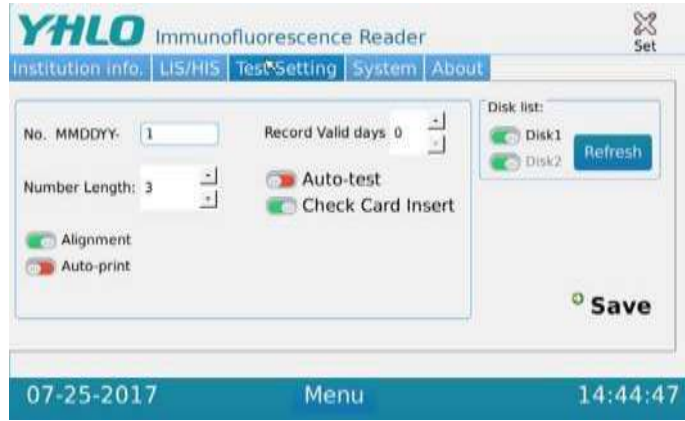 YHLO Immunofluorescence Reader
Set
Institution info. LIS/HIS Test Setting System About
No. MMDDYY- 1
Record Valid days 0
Disk list:
Disk1
Disk2
Refresh
Number Length: 3
Auto-test
Check Card Insert
Alignment
Auto-print
Save
07-25-2017 Menu 14:44:47